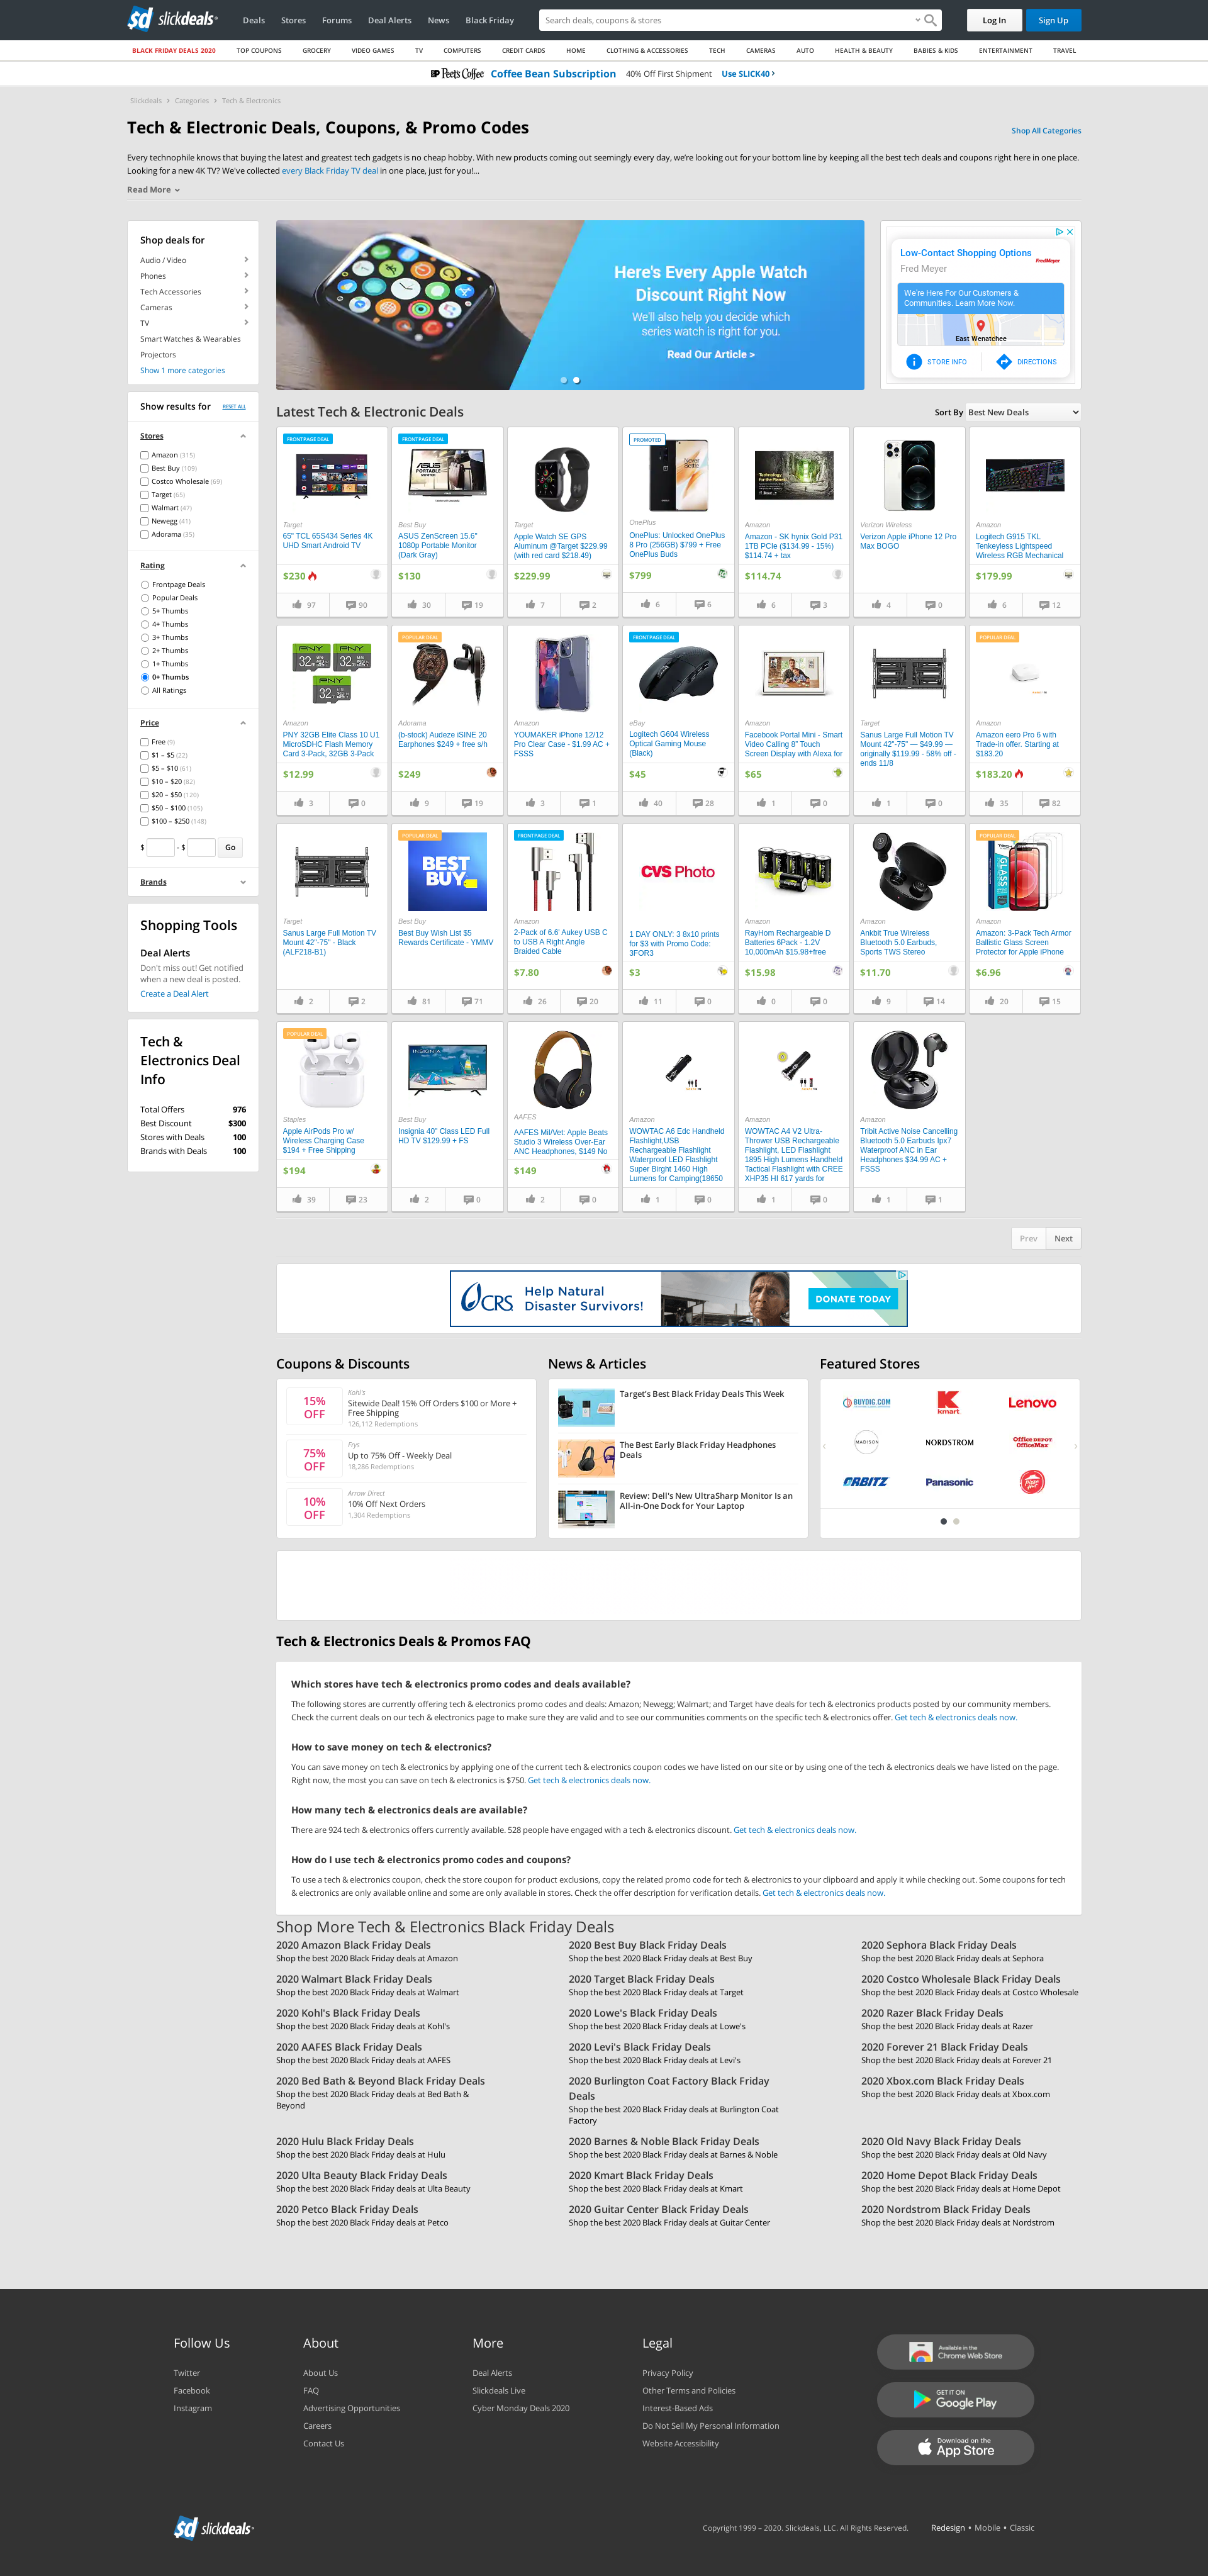 slickdeals
Deals
Stores
Forums
Deal Alerts
News
Black Friday
Search deals, coupons & stores
Log In
Sign Up
BLACK FRIDAY DEALS 2020
TOP COUPONS
GROCERY
VIDEO GAMES
TV
COMPUTERS
CREDIT CARDS
HOME
CLOTHING & ACCESSORIES
TECH
CAMERAS
AUTO
HEALTH & BEAUTY
BABIES & KIDS
ENTERTAINMENT
TRAVEL
Peet's Coffee
Coffee Bean Subscription
40% Off First Shipment
Use SLICK40
Slickdeals
Categories
Tech & Electronics
Tech & Electronic Deals, Coupons, & Promo Codes
Shop All Categories
Every technophile knows that buying the latest and greatest tech gadgets is no cheap hobby. With new products coming out seemingly every day, we're looking out for your bottom line by keeping all the best tech deals and coupons right here in one place.
Looking for a new 4K TV? We've collected every Black Friday TV deal in one place, just for you!...
Read More
Shop deals for
Audio / Video
Phones
Tech Accessories
Cameras
TV
Smart Watches & Wearables
Projectors
Show 1 more categories
Show results for
RESET ALL
Stores
Amazon (315)
Best Buy (109)
Costco Wholesale (69)
Target (65)
Walmart (47)
Newegg (41)
Adorama (35)
Rating
Frontpage Deals
Popular Deals
5+ Thumbs
4+ Thumbs
3+ Thumbs
2+ Thumbs
1+ Thumbs
0+ Thumbs
All Ratings
Price
Free (9)
$1 – $5 (22)
$5 – $10 (61)
$10 – $20 (82)
$20 – $50 (120)
$50 – $100 (105)
$100 – $250 (148)
$ - $ Go
Brands
Shopping Tools
Deal Alerts
Don't miss out! Get notified
when a new deal is posted.
Create a Deal Alert
Tech &
Electronics Deal
Info
Total Offers 976
Best Discount $300
Stores with Deals 100
Brands with Deals 100
Here's Every Apple Watch
Discount Right Now
We'll also help you decide which
series watch is right for you.
Read Our Article >
Low-Contact Shopping Options
Fred Meyer
We're Here For Our Customers &
Communities. Learn More Now.
East Wenatchee
STORE INFO
DIRECTIONS
Latest Tech & Electronic Deals
Sort By Best New Deals
FRONTPAGE DEAL
Target
65" TCL 65S434 Series 4K
UHD Smart Android TV
$230
97
90
FRONTPAGE DEAL
Best Buy
ASUS ZenScreen 15.6"
1080p Portable Monitor
(Dark Gray)
$130
30
19
Target
Apple Watch SE GPS
Aluminum @Target $229.99
(with red card $218.49)
$229.99
7
2
PROMOTED
OnePlus
OnePlus: Unlocked OnePlus
8 Pro (256GB) $799 + Free
OnePlus Buds
$799
6
6
Amazon
Amazon - SK hynix Gold P31
1TB PCIe ($134.99 - 15%)
$114.74 + tax
$114.74
6
3
Verizon Wireless
Verizon Apple iPhone 12 Pro
Max BOGO
4
0
Amazon
Logitech G915 TKL
Tenkeyless Lightspeed
Wireless RGB Mechanical
$179.99
6
12
Amazon
PNY 32GB Elite Class 10 U1
MicroSDHC Flash Memory
Card 3-Pack, 32GB 3-Pack
$12.99
3
0
POPULAR DEAL
Adorama
(b-stock) Audeze iSINE 20
Earphones $249 + free s/h
$249
9
19
Amazon
YOUMAKER iPhone 12/12
Pro Clear Case - $1.99 AC +
FSSS
3
1
FRONTPAGE DEAL
eBay
Logitech G604 Wireless
Optical Gaming Mouse
(Black)
$45
40
28
Amazon
Facebook Portal Mini - Smart
Video Calling 8" Touch
Screen Display with Alexa for
$65
1
0
Target
Sanus Large Full Motion TV
Mount 42"-75" — $49.99 —
originally $119.99 - 58% off -
ends 11/8
1
0
POPULAR DEAL
Amazon
Amazon eero Pro 6 with
Trade-in offer. Starting at
$183.20
$183.20
35
82
Target
Sanus Large Full Motion TV
Mount 42"-75" - Black
(ALF218-B1)
2
2
POPULAR DEAL
BEST
BUY
Best Buy
Best Buy Wish List $5
Rewards Certificate - YMMV
81
71
FRONTPAGE DEAL
Amazon
2-Pack of 6.6' Aukey USB C
to USB A Right Angle
Braided Cable
$7.80
26
20
CVS Photo
1 DAY ONLY: 3 8x10 prints
for $3 with Promo Code:
3FOR3
$3
11
0
Amazon
RayHom Rechargeable D
Batteries 6Pack - 1.2V
10,000mAh $15.98+free
$15.98
0
0
Amazon
Ankbit True Wireless
Bluetooth 5.0 Earbuds,
Sports TWS Stereo
$11.70
9
14
POPULAR DEAL
Amazon
Amazon: 3-Pack Tech Armor
Ballistic Glass Screen
Protector for Apple iPhone
$6.96
20
15
POPULAR DEAL
Staples
Apple AirPods Pro w/
Wireless Charging Case
$194 + Free Shipping
$194
39
23
INSIGNIA
Best Buy
Insignia 40" Class LED Full
HD TV $129.99 + FS
2
0
AAFES
AAFES Mil/Vet: Apple Beats
Studio 3 Wireless Over-Ear
ANC Headphones, $149 No
$149
2
0
Amazon
WOWTAC A6 Edc Handheld
Flashlight,USB
Rechargeable Flashlight
Waterproof LED Flashlight
Super Birght 1460 High
Lumens for Camping(18650
1
0
Amazon
WOWTAC A4 V2 Ultra-
Thrower USB Rechargeable
Flashlight, LED Flashlight
1895 High Lumens Handheld
Tactical Flashlight with CREE
XHP35 HI 617 yards for
1
0
Amazon
Tribit Active Noise Cancelling
Bluetooth 5.0 Earbuds Ipx7
Waterproof ANC in Ear
Headphones $34.99 AC +
FSSS
1
1
Prev
Next
CRS
Help Natural
Disaster Survivors!
DONATE TODAY
Coupons & Discounts
15%
OFF
Kohl's
Sitewide Deal! 15% Off Orders $100 or More +
Free Shipping
126,112 Redemptions
75%
OFF
Frys
Up to 75% Off - Weekly Deal
18,286 Redemptions
10%
OFF
Arrow Direct
10% Off Next Orders
1,304 Redemptions
News & Articles
Target's Best Black Friday Deals This Week
The Best Early Black Friday Headphones
Deals
Review: Dell's New UltraSharp Monitor Is an
All-in-One Dock for Your Laptop
Featured Stores
BUYDIG.COM
kmart
Lenovo
MADISON
NORDSTROM
Office DEPOT
OfficeMax
ORBITZ
Panasonic
Tech & Electronics Deals & Promos FAQ
Which stores have tech & electronics promo codes and deals available?
The following stores are currently offering tech & electronics promo codes and deals: Amazon; Newegg; Walmart; and Target have deals for tech & electronics products posted by our community members.
Check the current deals on our tech & electronics page to make sure they are valid and to see our communities comments on the specific tech & electronics offer. Get tech & electronics deals now.
How to save money on tech & electronics?
You can save money on tech & electronics by applying one of the current tech & electronics coupon codes we have listed on our site or by using one of the tech & electronics deals we have listed on the page.
Right now, the most you can save on tech & electronics is $750. Get tech & electronics deals now.
How many tech & electronics deals are available?
There are 924 tech & electronics offers currently available. 528 people have engaged with a tech & electronics discount. Get tech & electronics deals now.
How do I use tech & electronics promo codes and coupons?
To use a tech & electronics coupon, check the store coupon for product exclusions, copy the related promo code for tech & electronics to your clipboard and apply it while checking out. Some coupons for tech
& electronics are only available online and some are only available in stores. Check the offer description for verification details. Get tech & electronics deals now.
Shop More Tech & Electronics Black Friday Deals
2020 Amazon Black Friday Deals
Shop the best 2020 Black Friday deals at Amazon
2020 Best Buy Black Friday Deals
Shop the best 2020 Black Friday deals at Best Buy
2020 Sephora Black Friday Deals
Shop the best 2020 Black Friday deals at Sephora
2020 Walmart Black Friday Deals
Shop the best 2020 Black Friday deals at Walmart
2020 Target Black Friday Deals
Shop the best 2020 Black Friday deals at Target
2020 Costco Wholesale Black Friday Deals
Shop the best 2020 Black Friday deals at Costco Wholesale
2020 Kohl's Black Friday Deals
Shop the best 2020 Black Friday deals at Kohl's
2020 Lowe's Black Friday Deals
Shop the best 2020 Black Friday deals at Lowe's
2020 Razer Black Friday Deals
Shop the best 2020 Black Friday deals at Razer
2020 AAFES Black Friday Deals
Shop the best 2020 Black Friday deals at AAFES
2020 Levi's Black Friday Deals
Shop the best 2020 Black Friday deals at Levi's
2020 Forever 21 Black Friday Deals
Shop the best 2020 Black Friday deals at Forever 21
2020 Bed Bath & Beyond Black Friday Deals
Shop the best 2020 Black Friday deals at Bed Bath &
Beyond
2020 Burlington Coat Factory Black Friday
Deals
Shop the best 2020 Black Friday deals at Burlington Coat
Factory
2020 Xbox.com Black Friday Deals
Shop the best 2020 Black Friday deals at Xbox.com
2020 Hulu Black Friday Deals
Shop the best 2020 Black Friday deals at Hulu
2020 Barnes & Noble Black Friday Deals
Shop the best 2020 Black Friday deals at Barnes & Noble
2020 Old Navy Black Friday Deals
Shop the best 2020 Black Friday deals at Old Navy
2020 Ulta Beauty Black Friday Deals
Shop the best 2020 Black Friday deals at Ulta Beauty
2020 Kmart Black Friday Deals
Shop the best 2020 Black Friday deals at Kmart
2020 Home Depot Black Friday Deals
Shop the best 2020 Black Friday deals at Home Depot
2020 Petco Black Friday Deals
Shop the best 2020 Black Friday deals at Petco
2020 Guitar Center Black Friday Deals
Shop the best 2020 Black Friday deals at Guitar Center
2020 Nordstrom Black Friday Deals
Shop the best 2020 Black Friday deals at Nordstrom
Follow Us
Twitter
Facebook
Instagram
About
About Us
FAQ
Advertising Opportunities
Careers
Contact Us
More
Deal Alerts
Slickdeals Live
Cyber Monday Deals 2020
Legal
Privacy Policy
Other Terms and Policies
Interest-Based Ads
Do Not Sell My Personal Information
Website Accessibility
Available in the
Chrome Web Store
GET IT ON
Google Play
Download on the
App Store
slickdeals
Copyright 1999 – 2020. Slickdeals, LLC. All Rights Reserved.
Redesign • Mobile • Classic